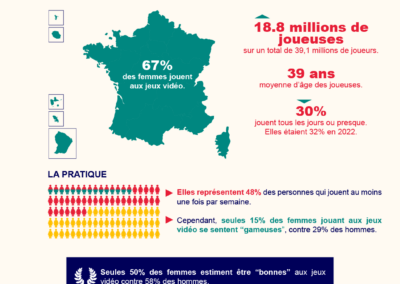 67%
des femmes jouent
aux jeux vidéo.
18.8 millions de
joueuses
sur un total de 39,1 millions de joueurs.
39 ans
moyenne d'âge des joueuses.
30%
jouent tous les jours ou presque.
Elles étaient 32% en 2022.
LA PRATIQUE
Elles représentent 48% des personnes qui jouent au moins
une fois par semaine.
Cependant, seules 15% des femmes jouant aux jeux
vidéo se sentent "gameuses", contre 29% des hommes.
Seules 50% des femmes estiment être "bonnes" aux jeux
vidéo contre 58% des hommes.